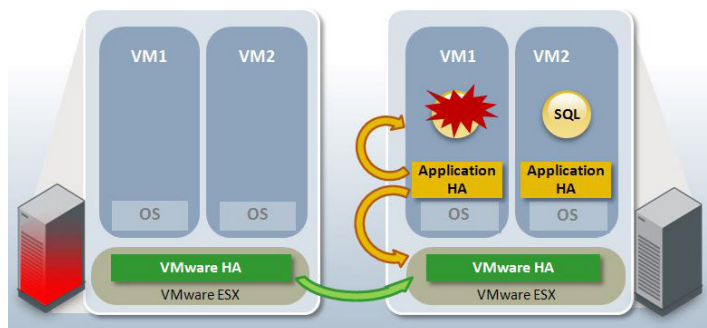 VM1
VM2
OS
OS
VMware HA
VMware ESX
VM1
VM2
SQL
Application
HA
Application
HA
OS
OS
VMware HA
VMware ESX